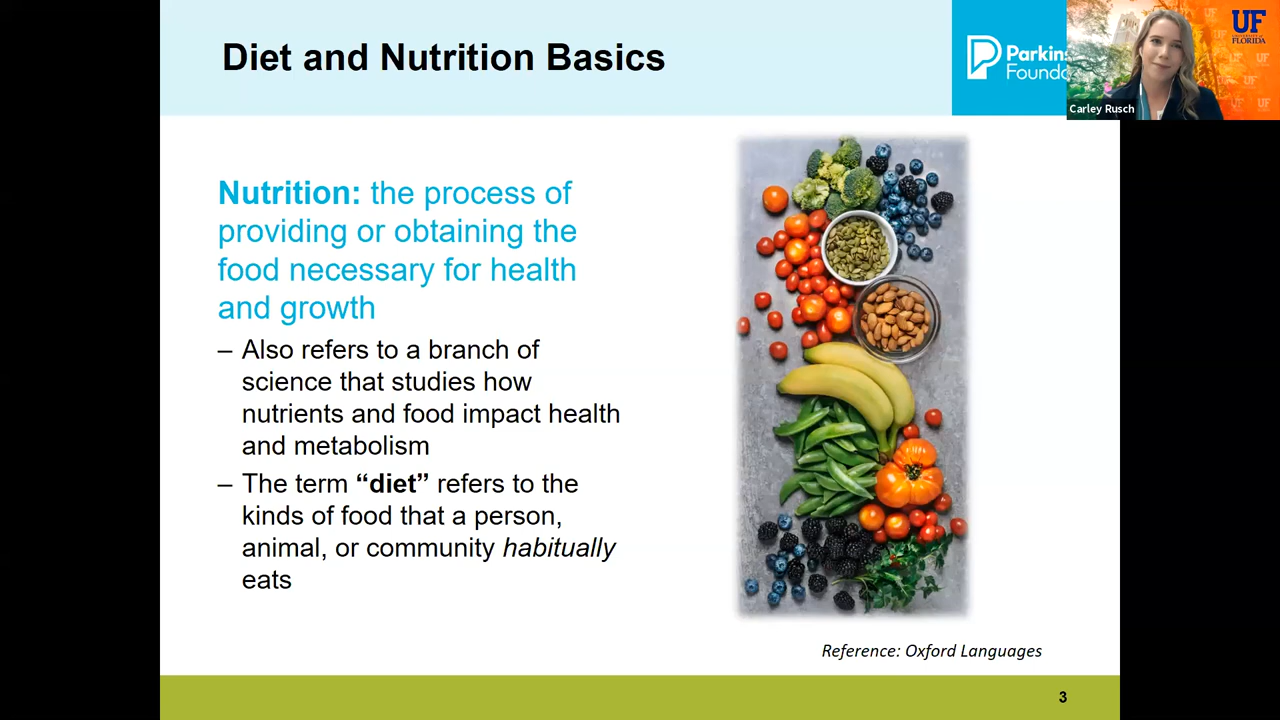 Diet and Nutrition Basics
UF
UNIVERSITY of
FLORIDA
Carley Rusch
Nutrition: the process of
providing or obtaining the
food necessary for health
and growth
– Also refers to a branch of
science that studies how
nutrients and food impact health
and metabolism
– The term “diet” refers to the
kinds of food that a person,
animal, or community habitually
eats
Reference: Oxford Languages
3